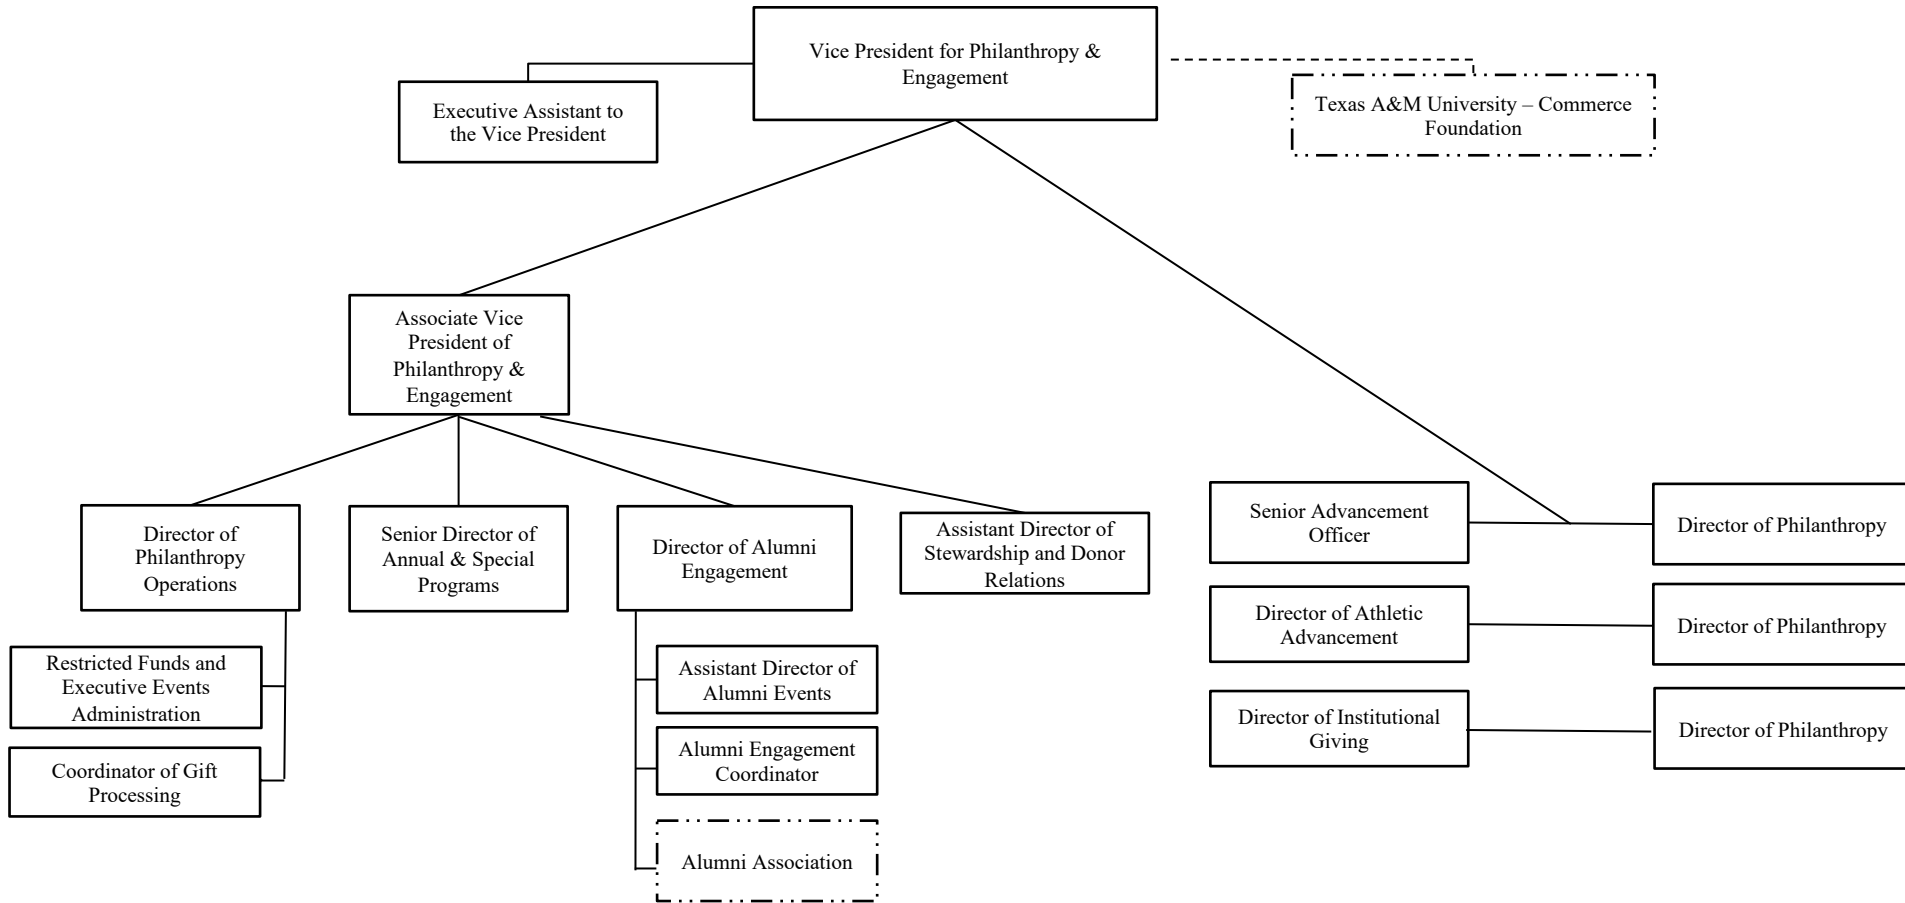 Vice President for Philanthropy &
Engagement
Executive Assistant to
the Vice President
Texas A&M University – Commerce
Foundation
Associate Vice
President of
Philanthropy &
Engagement
Director of
Philanthropy
Operations
Senior Director of
Annual & Special
Programs
Director of Alumni
Engagement
Assistant Director of
Stewardship and Donor
Relations
Restricted Funds and
Executive Events
Administration
Coordinator of Gift
Processing
Assistant Director of
Alumni Events
Alumni Engagement
Coordinator
Alumni Association
Senior Advancement
Officer
Director of Philanthropy
Director of Athletic
Advancement
Director of Philanthropy
Director of Institutional
Giving
Director of Philanthropy